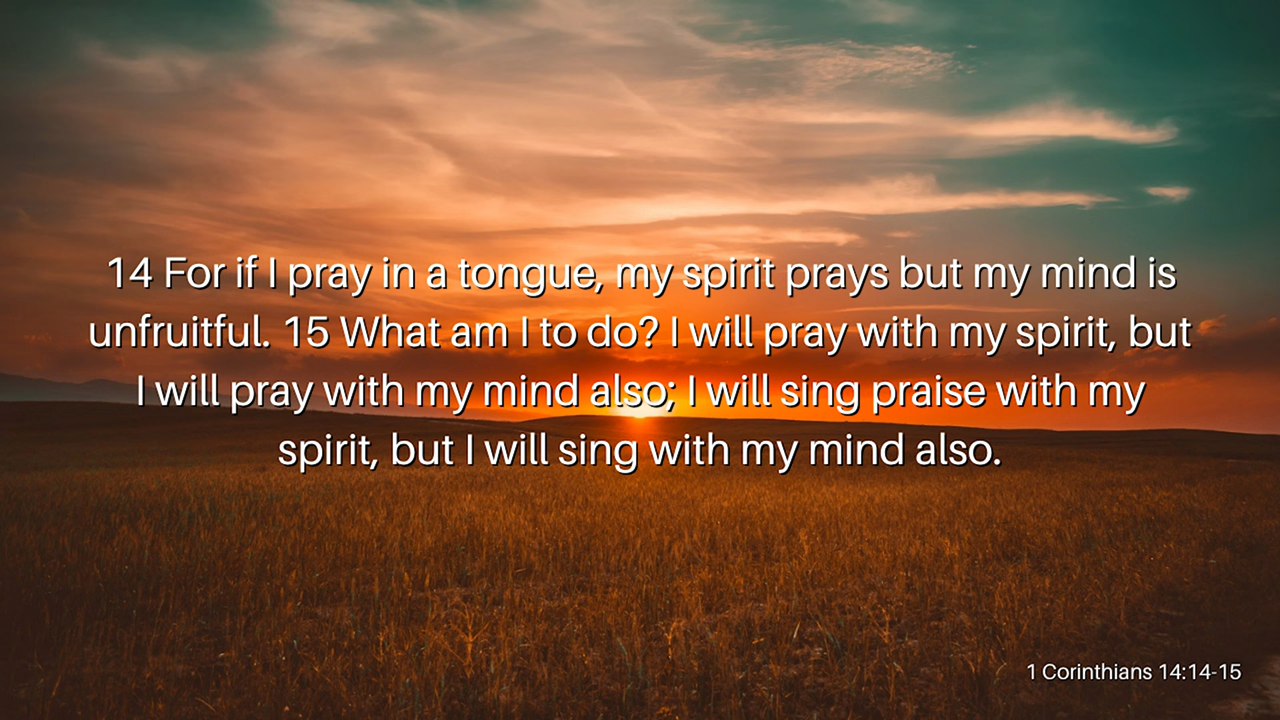 14 For if I pray in a tongue, my spirit prays but my mind is
unfruitful. 15 What am I to do? I will pray with my spirit, but
I will pray with my mind also; I will sing praise with my
spirit, but I will sing with my mind also.
1 Corinthians 14:14-15